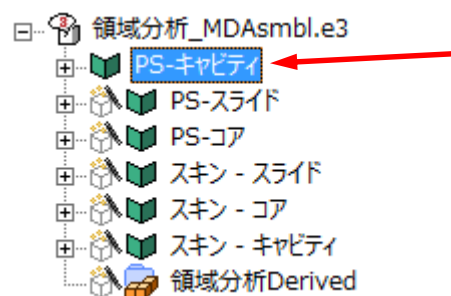 領域分析_MDAsmbl.e3
PS-キャビティ
PS-スライド
PS-コア
スキン - スライド
スキン - コア
スキン - キャビティ
領域分析Derived